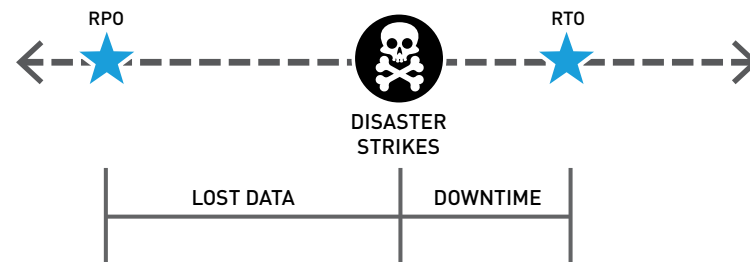 RPO
RTO
DISASTER
STRIKES
LOST DATA
DOWNTIME